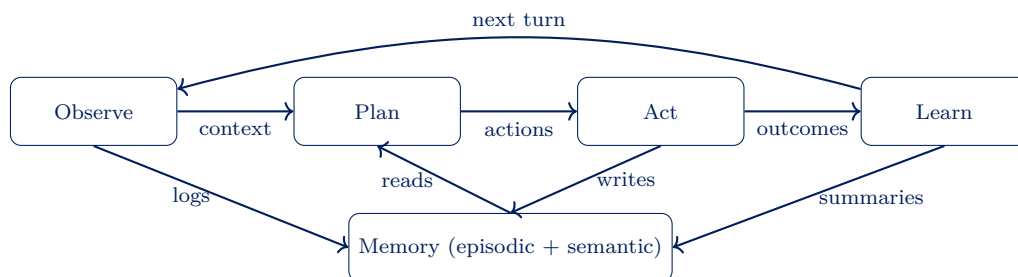 next turn
Observe
Plan
Act
Learn
context
actions
outcomes
logs
reads
writes
summaries
Memory (episodic + semantic)